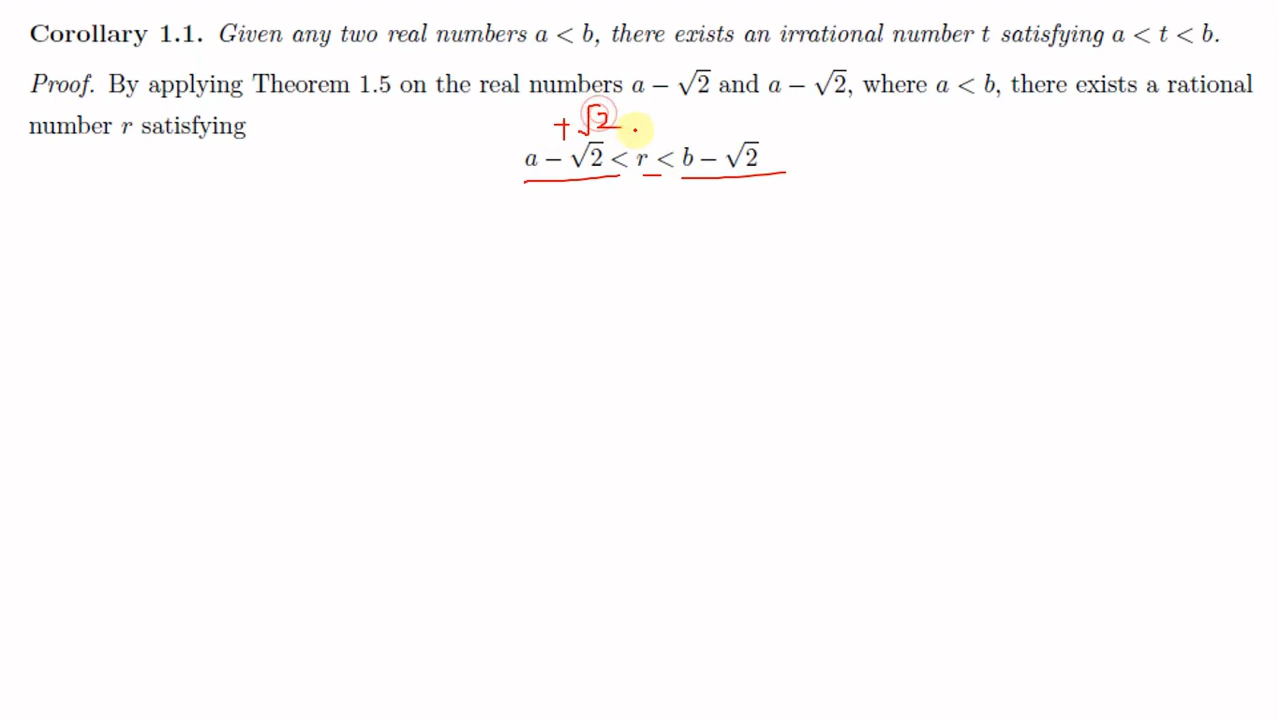 Corollary 1.1. Given any two real numbers a < b, there exists an irrational number t satisfying a < t < b.
Proof. By applying Theorem 1.5 on the real numbers a − √2 and a − √2, where a < b, there exists a rational
number r satisfying
+ √2 .
a − √2 < r < b − √2